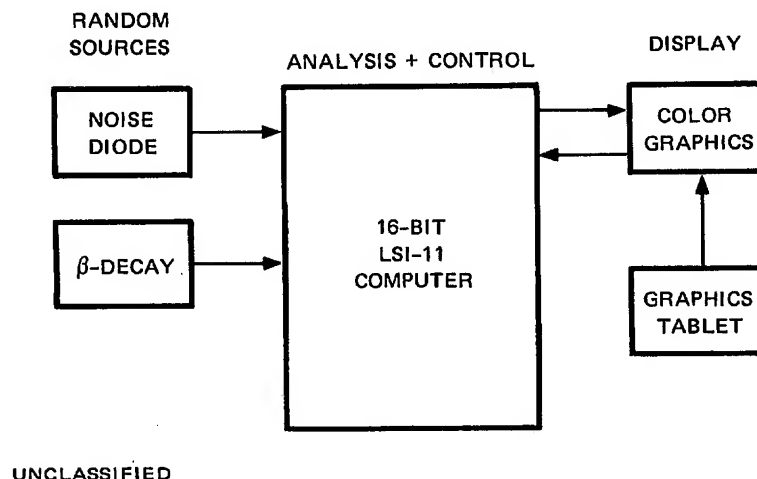 RANDOM
SOURCES
ANALYSIS + CONTROL
DISPLAY
NOISE
DIODE
COLOR
GRAPHICS
β-DECAY
16-BIT
LSI-11
COMPUTER
GRAPHICS
TABLET
UNCLASSIFIED